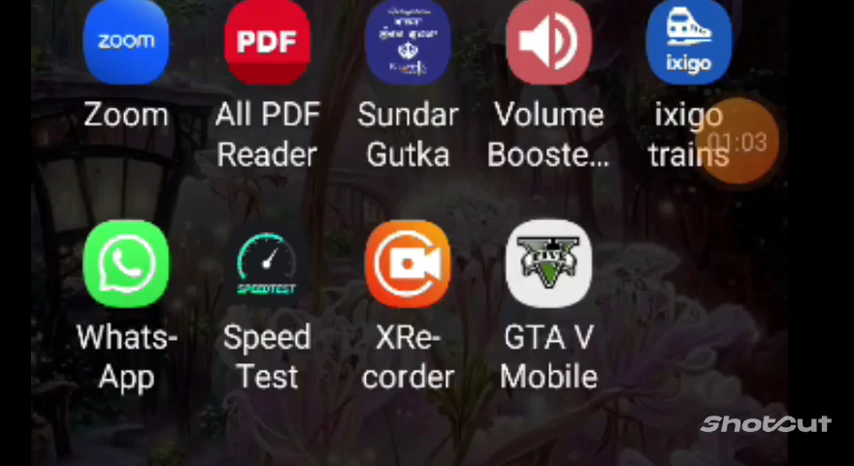 zoom
PDF
ixigo
Zoom
All PDF
Reader
Sundar
Gutka
Volume
Booste...
ixigo
trains
01:03
SPEEDTEST
FIVE
Whats-
App
Speed
Test
XRe-
corder
GTA V
Mobile
Shotcut